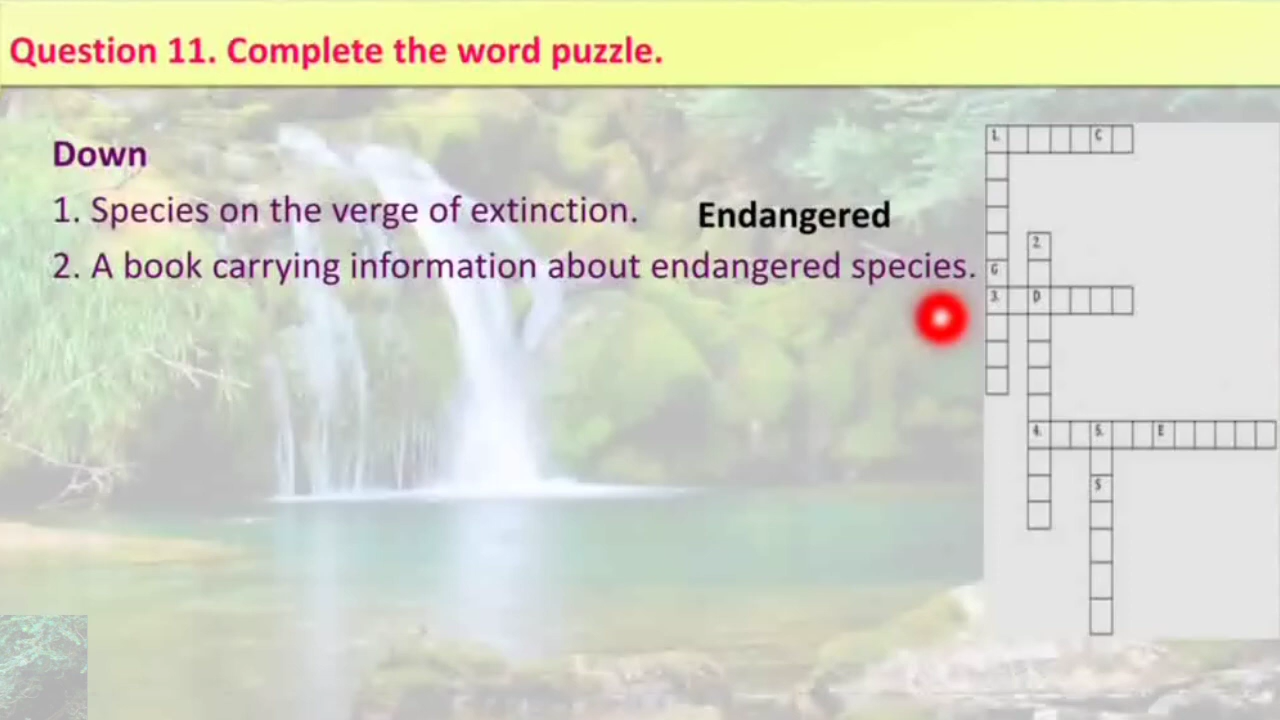 Question 11. Complete the word puzzle.
Down
1. Species on the verge of extinction. Endangered
2. A book carrying information about endangered species.
1. C
2.
G
3. D
4. 5. E
S